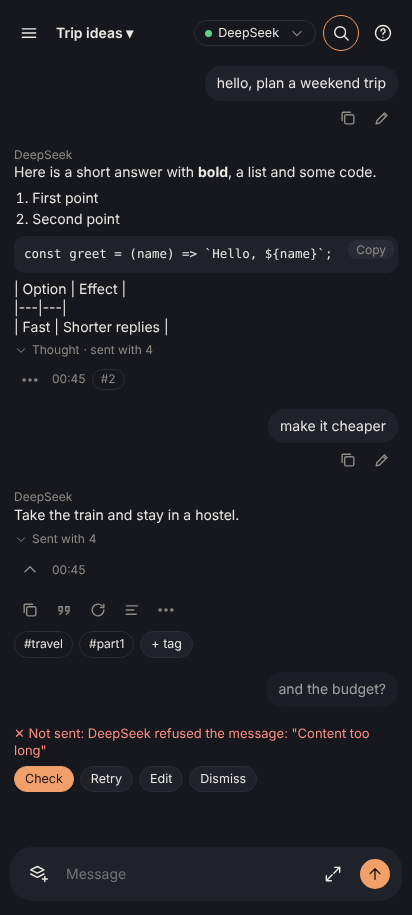 Trip ideas ▾
DeepSeek
hello, plan a weekend trip
DeepSeek
Here is a short answer with bold, a list and some code.
1. First point
2. Second point
const greet = (name) => `Hello, ${name}`;
Copy
| Option | Effect |
|---|---|
| Fast | Shorter replies |
Thought · sent with 4
00:45 #2
make it cheaper
DeepSeek
Take the train and stay in a hostel.
Sent with 4
00:45
#travel #part1 + tag
and the budget?
✕ Not sent: DeepSeek refused the message: "Content too
long"
Check Retry Edit Dismiss
Message